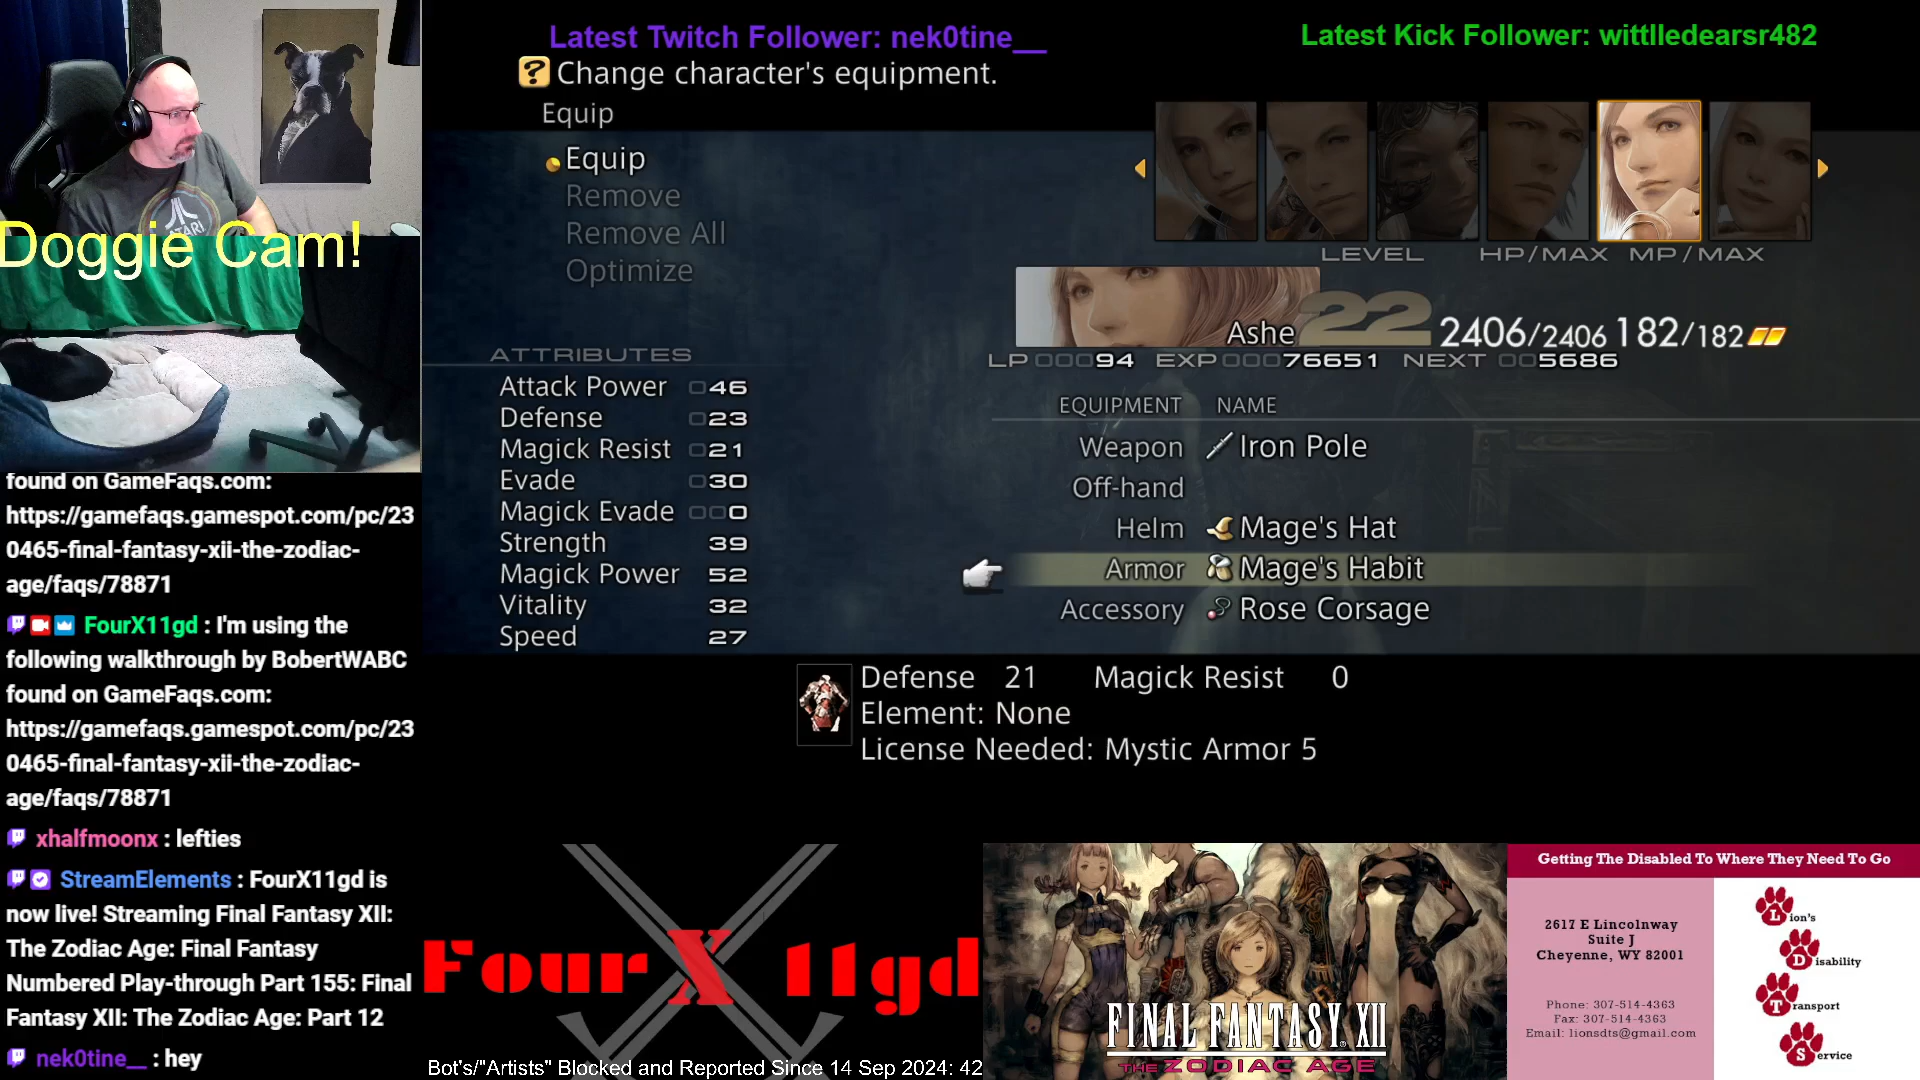 Latest Twitch Follower: nek0tine__
Latest Kick Follower: wittlledearsr482
Change character's equipment.
Equip
Equip
Remove
Remove All
Optimize
LEVEL HP/MAX MP/MAX
Ashe 22 2406/2406 182/182
LP 00094 EXP 00076651 NEXT 005686
ATTRIBUTES
Attack Power 046
Defense 023
Magick Resist 021
Evade 030
Magick Evade 000
Strength 39
Magick Power 52
Vitality 32
Speed 27
EQUIPMENT NAME
Weapon Iron Pole
Off-hand
Helm Mage's Hat
Armor Mage's Habit
Accessory Rose Corsage
Defense 21 Magick Resist 0
Element: None
License Needed: Mystic Armor 5
ATARI
Doggie Cam!
found on GameFaqs.com:
https://gamefaqs.gamespot.com/pc/23
0465-final-fantasy-xii-the-zodiac-
age/faqs/78871
FourX11gd : I'm using the
following walkthrough by BobertWABC
found on GameFaqs.com:
https://gamefaqs.gamespot.com/pc/23
0465-final-fantasy-xii-the-zodiac-
age/faqs/78871
xhalfmoonx : lefties
StreamElements : FourX11gd is
now live! Streaming Final Fantasy XII:
The Zodiac Age: Final Fantasy
Numbered Play-through Part 155: Final
Fantasy XII: The Zodiac Age: Part 12
nek0tine__ : hey
Four X 11gd
Bot's/"Artists" Blocked and Reported Since 14 Sep 2024: 42
FINAL FANTASY XII
THE ZODIAC AGE
Getting The Disabled To Where They Need To Go
2617 E Lincolnway
Suite J
Cheyenne, WY 82001
Phone: 307-514-4363
Fax: 307-514-4363
Email: lionsdts@gmail.com
Lion's
Disability
Transport
Service